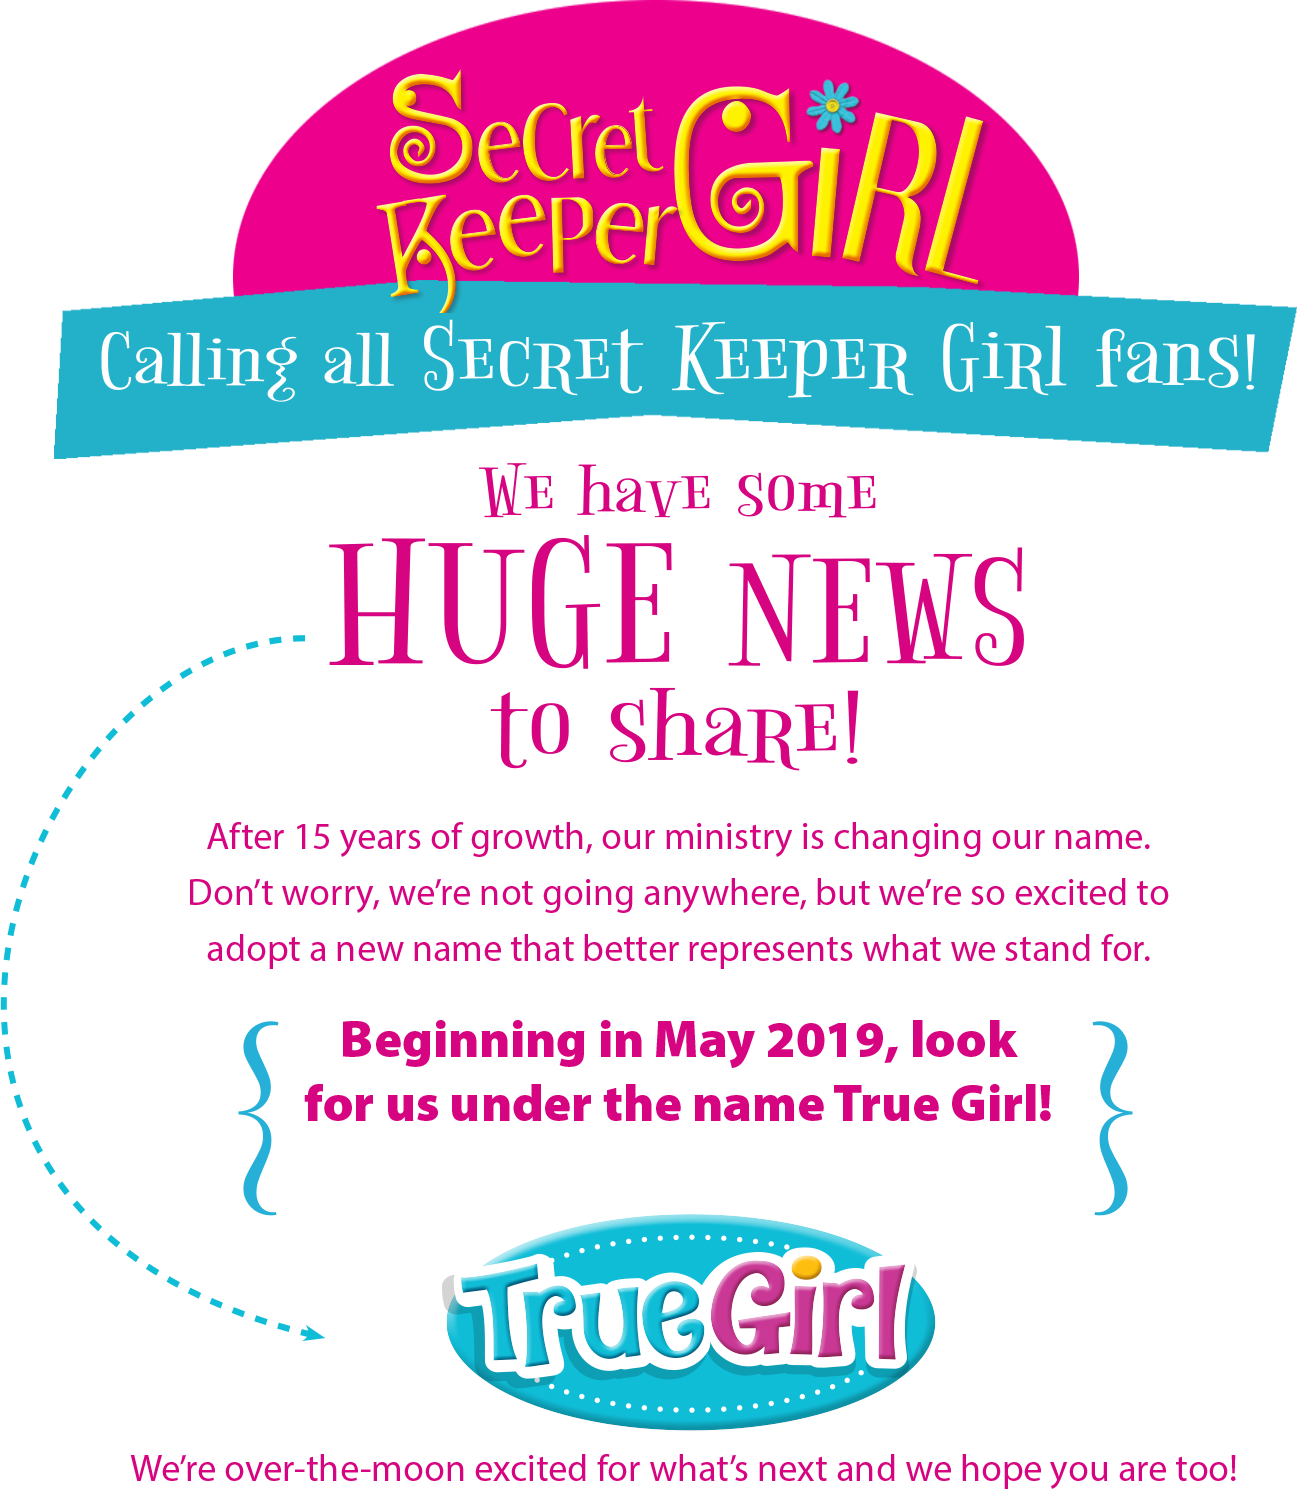 Secret
Keeper Girl
Calling all Secret Keeper Girl fans!
We have some
HUGE NEWS
to share!
After 15 years of growth, our ministry is changing our name.
Don’t worry, we’re not going anywhere, but we’re so excited to
adopt a new name that better represents what we stand for.
Beginning in May 2019, look
for us under the name True Girl!
TrueGirl
We’re over-the-moon excited for what’s next and we hope you are too!